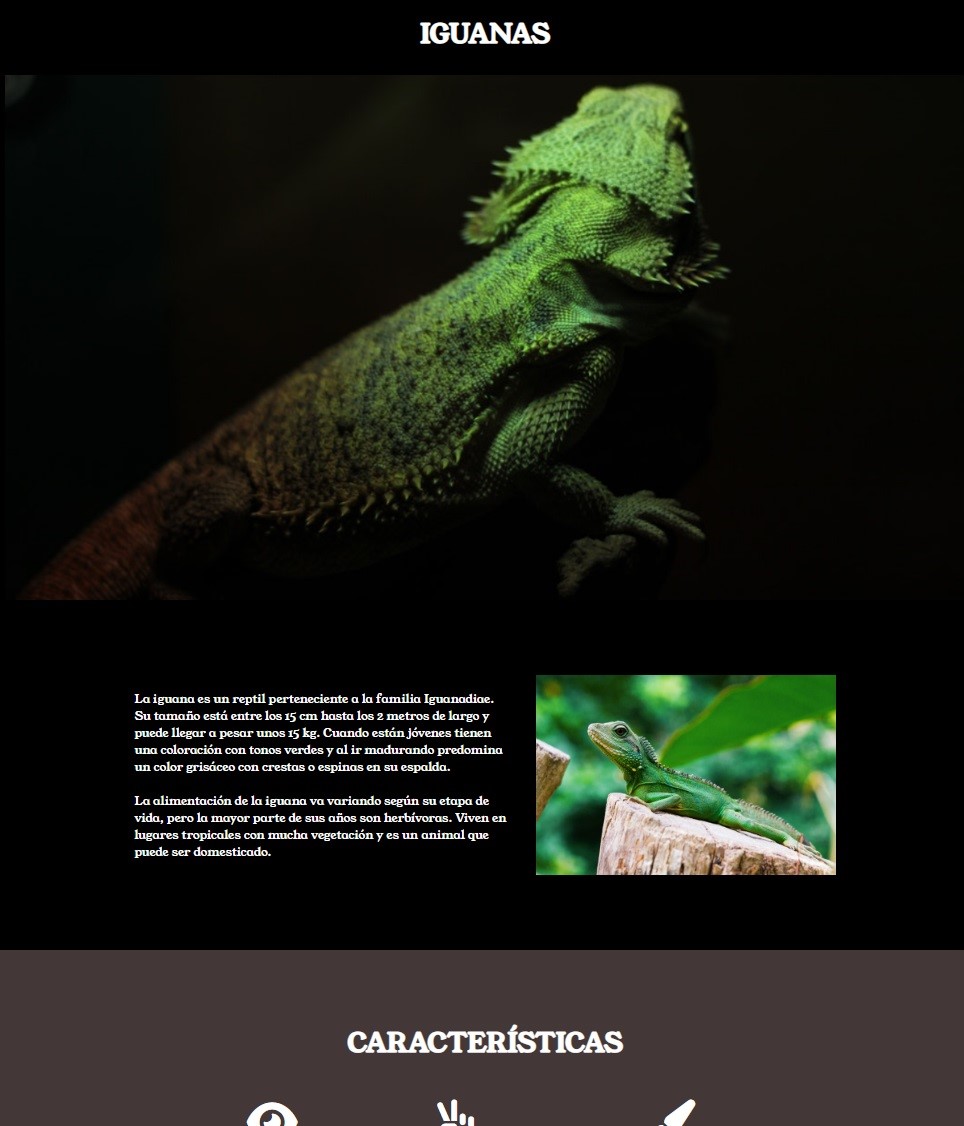 IGUANAS
La iguana es un reptil perteneciente a la familia Iguanadiae.
Su tamaño está entre los 15 cm hasta los 2 metros de largo y
puede llegar a pesar unos 15 kg. Cuando están jóvenes tienen
una coloración con tonos verdes y al ir madurando predomina
un color grisáceo con crestas o espinas en su espalda.
La alimentación de la iguana va variando según su etapa de
vida, pero la mayor parte de sus años son herbívoras. Viven en
lugares tropicales con mucha vegetación y es un animal que
puede ser domesticado.
CARACTERÍSTICAS